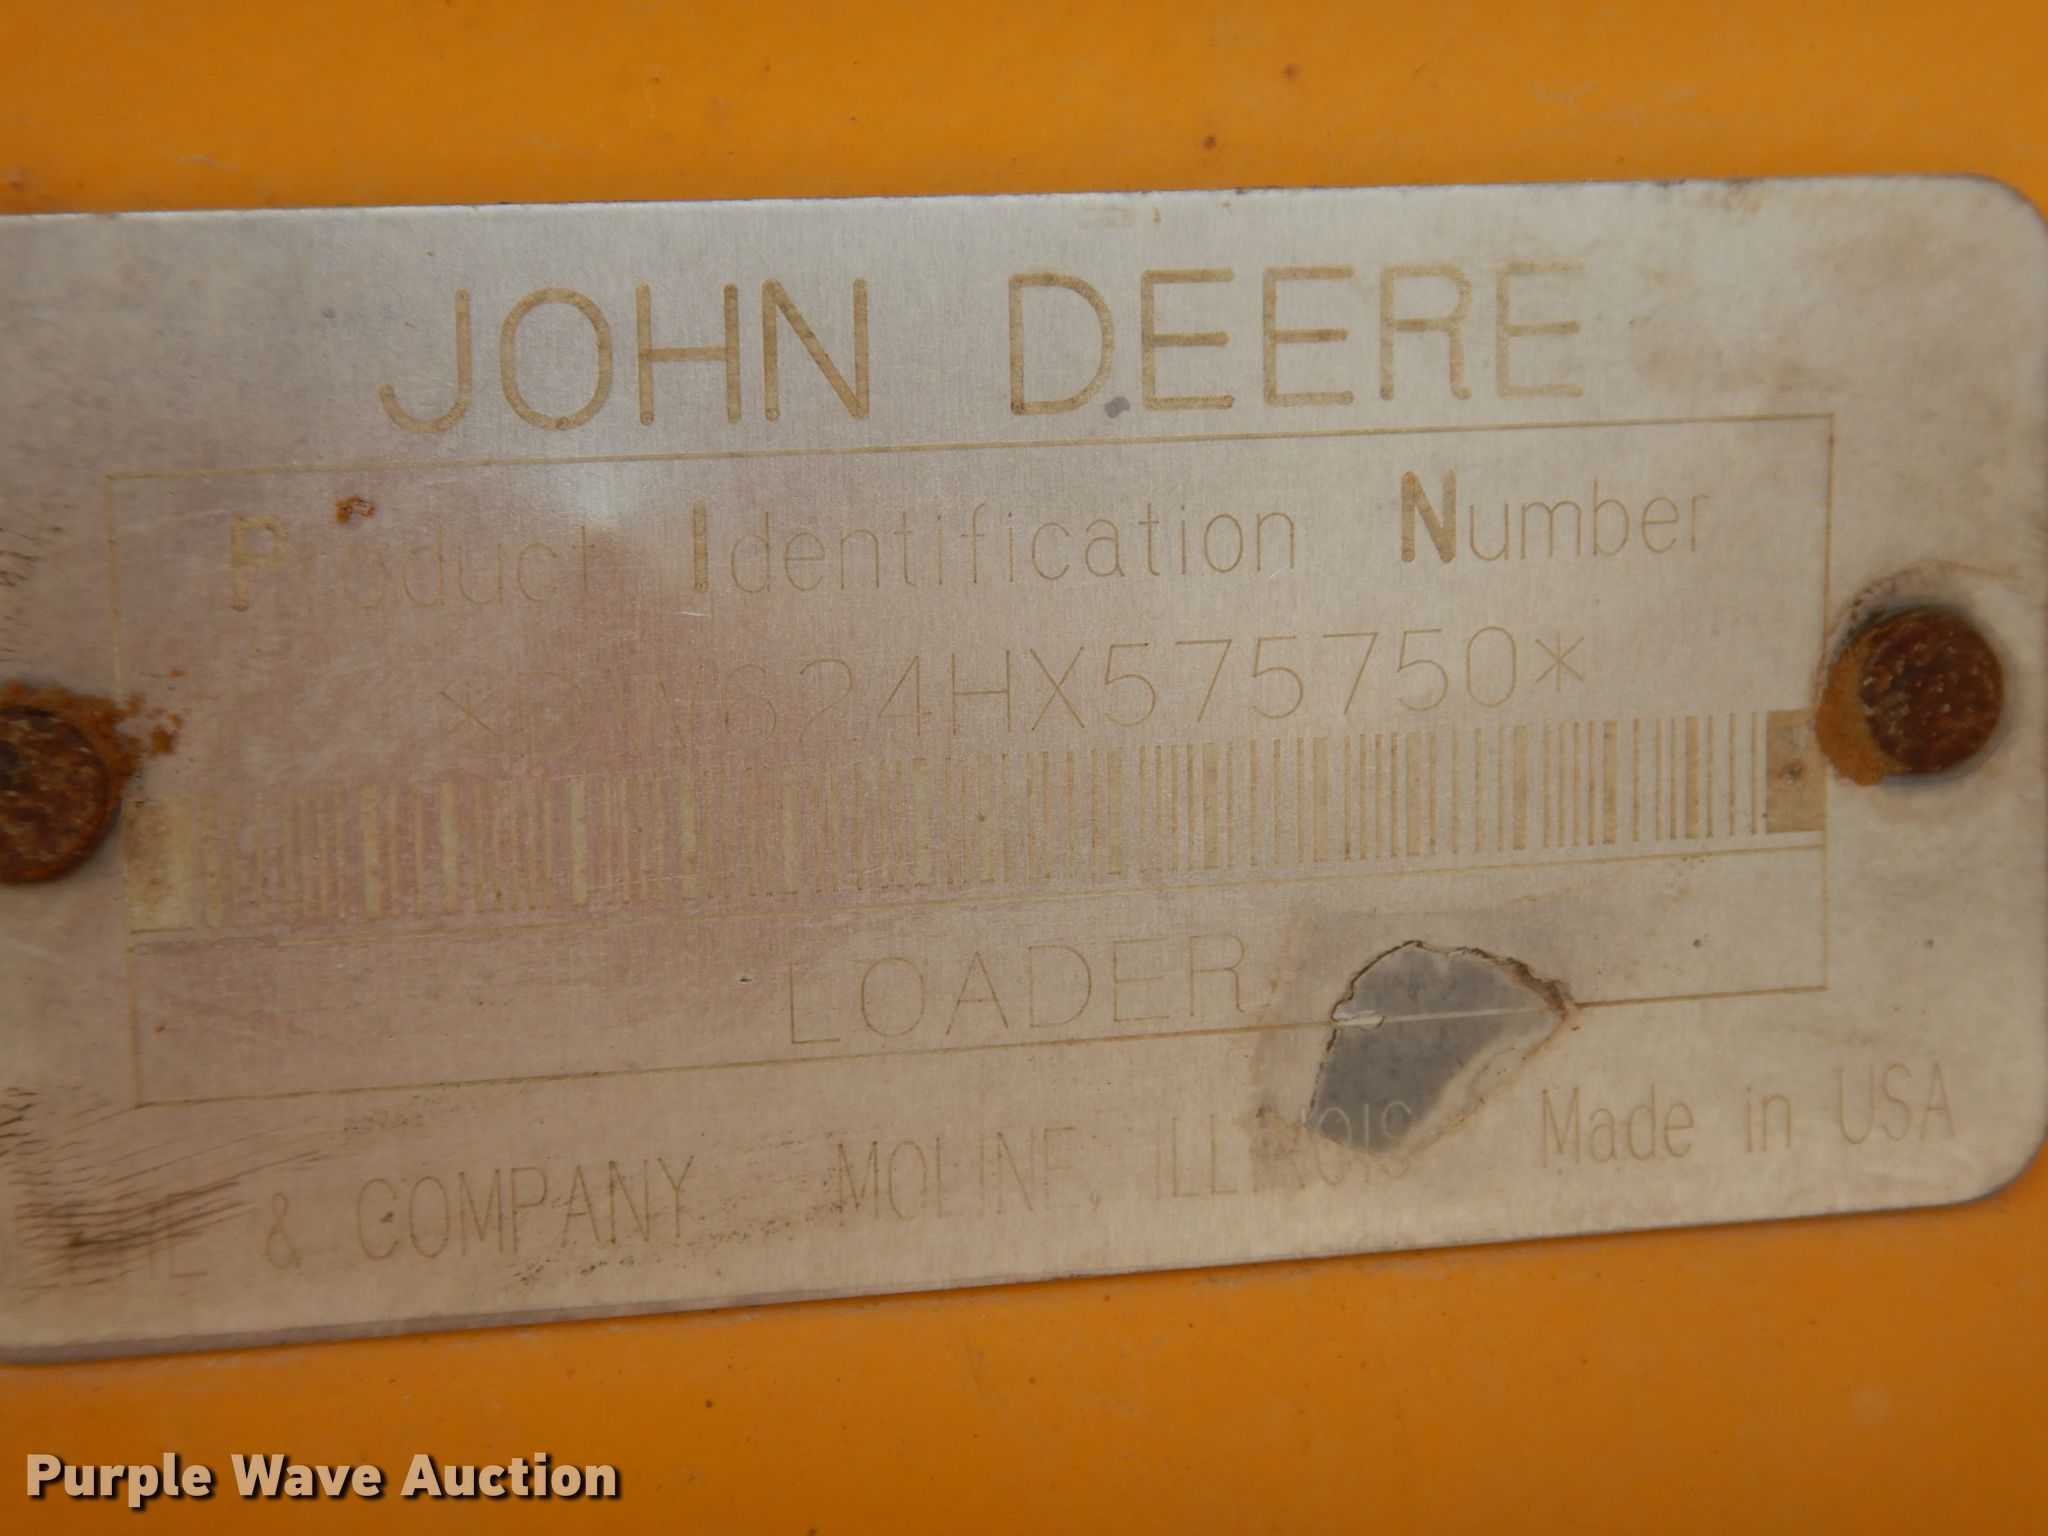 JOHN DEERE
Product Identification Number
*DW624HX575750*
LOADER
& COMPANY MOLINE, ILLINOIS Made in USA
Purple Wave Auction